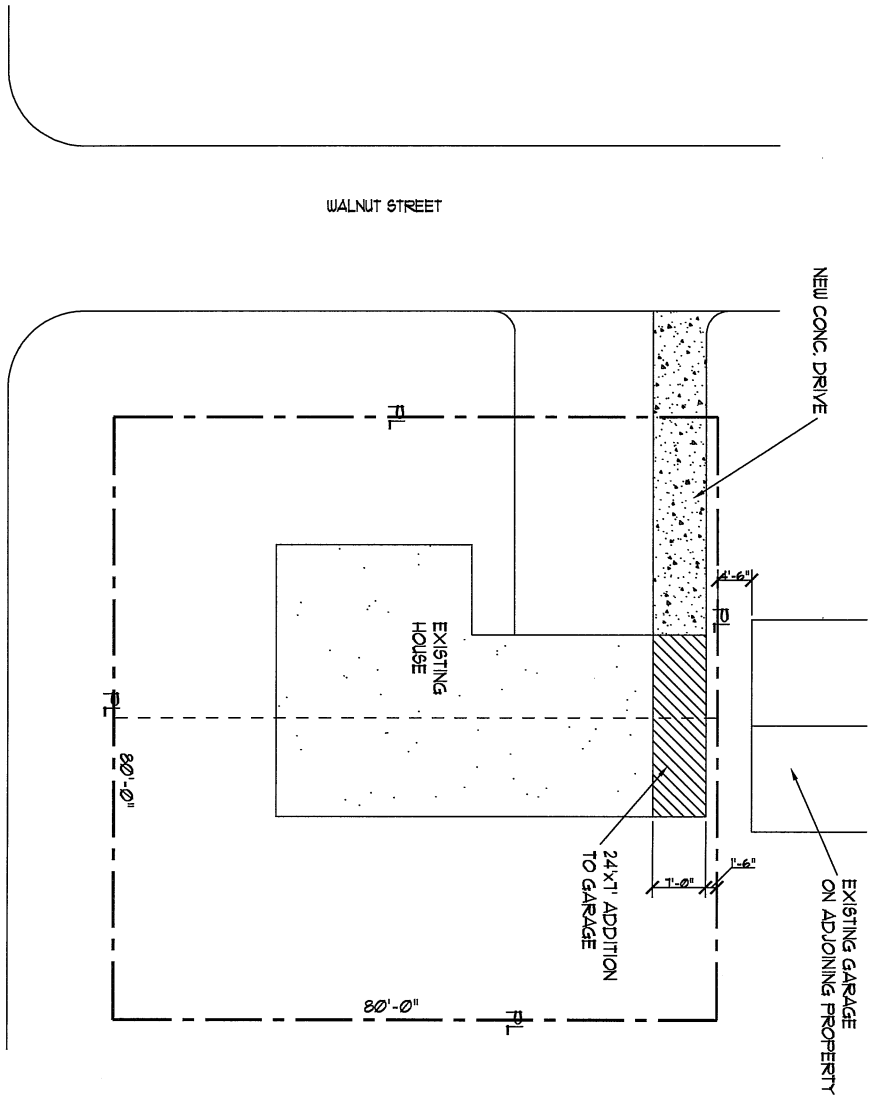 WALNUT STREET
NEW CONC. DRIVE
PL
4'-6"
PL
EXISTING
HOUSE
PL
80'-0"
24'x7' ADDITION
TO GARAGE
7'-0"
1'-6"
EXISTING GARAGE
ON ADJOINING PROPERTY
80'-0"
PL